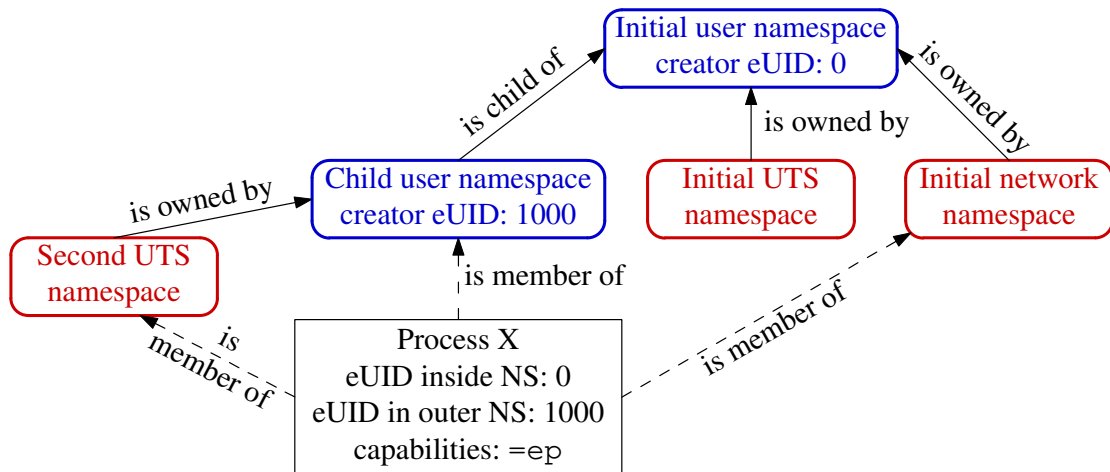 Initial user namespace
creator eUID: 0
is child of
is owned by
is owned by
Child user namespace
creator eUID: 1000
Initial UTS
namespace
Initial network
namespace
is owned by
Second UTS
namespace
is member of
is
member of
is member of
Process X
eUID inside NS: 0
eUID in outer NS: 1000
capabilities: =ep